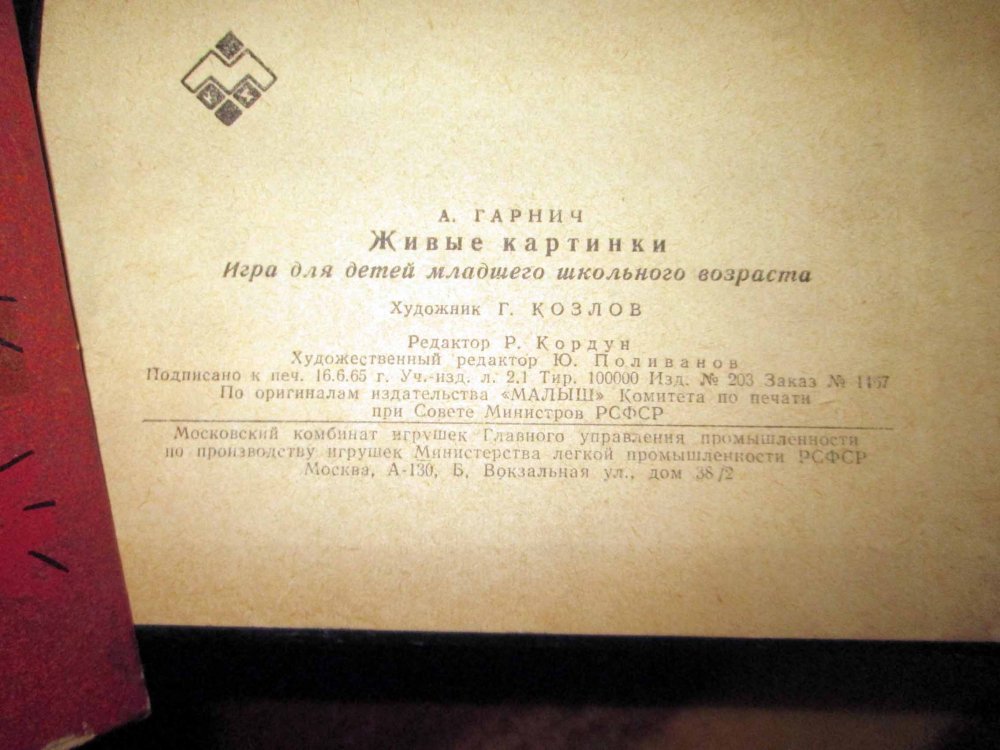 А. ГАРНИЧ
Живые картинки
Игра для детей младшего школьного возраста
Художник Г. КОЗЛОВ
Редактор Р. Кордун
Художественный редактор Ю. Поливанов
Подписано к печ. 16.6.65 г. Уч.-изд. л. 2,1 Тир. 100000 Изд. № 203 Заказ № 1167
По оригиналам издательства «МАЛЫШ» Комитета по печати
при Совете Министров РСФСР
Московский комбинат игрушек Главного управления промышленности
по производству игрушек Министерства легкой промышленности РСФСР
Москва, А-130, Б. Вокзальная ул., дом 38/2